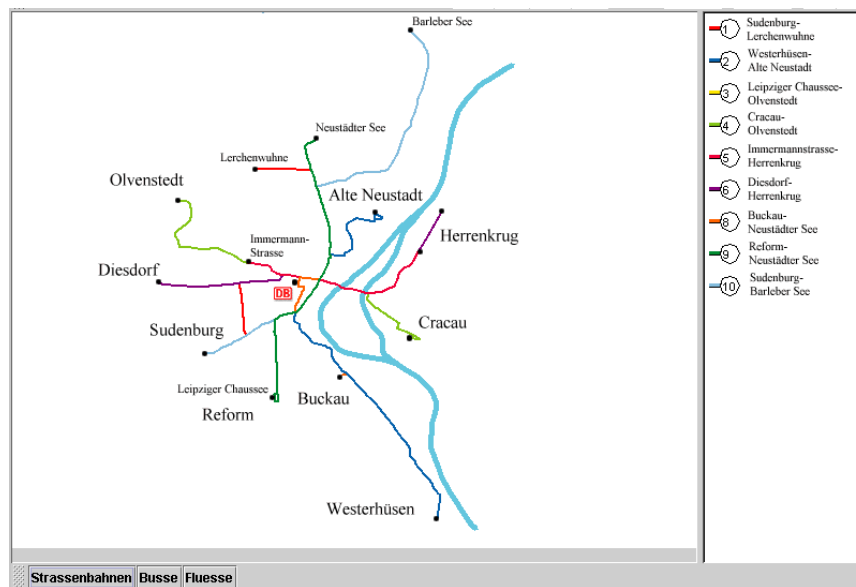 Barleber See
Neustädter See
Lerchenwuhne
Olvenstedt
Alte Neustadt
Immermann-
Strasse
Herrenkrug
Diesdorf
DB
Sudenburg
Cracau
Leipziger Chaussee
Buckau
Reform
Westerhüsen
1 Sudenburg-
Lerchenwuhne
2 Westerhüsen-
Alte Neustadt
3 Leipziger Chaussee-
Olvenstedt
4 Cracau-
Olvenstedt
5 Immermannstrasse-
Herrenkrug
6 Diesdorf-
Herrenkrug
8 Buckau-
Neustädter See
9 Reform-
Neustädter See
10 Sudenburg-
Barleber See
Strassenbahnen Busse Fluesse